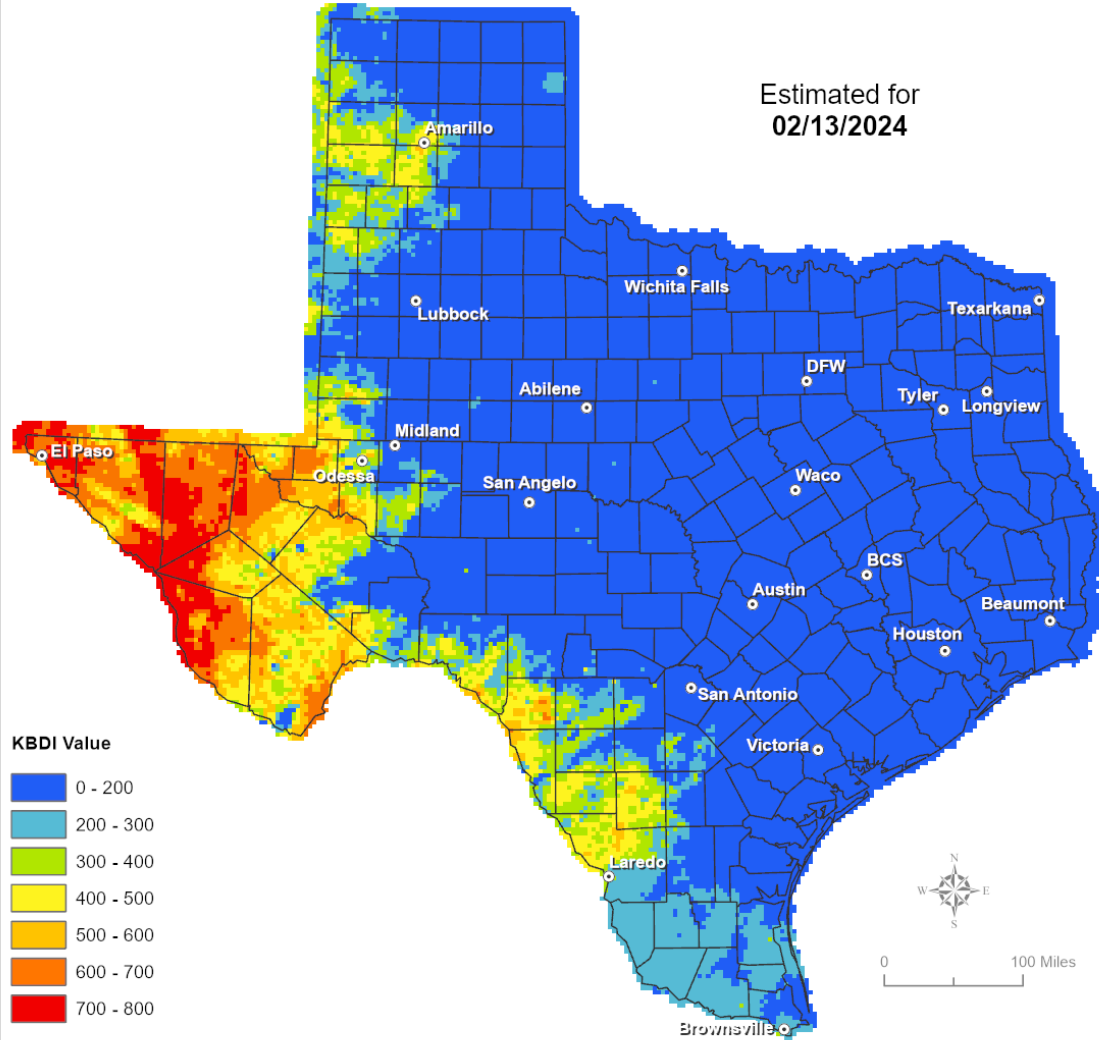 Estimated for
02/13/2024
Amarillo
Wichita Falls
Lubbock
Texarkana
DFW
Abilene
Tyler
Longview
Midland
El Paso
Odessa
San Angelo
Waco
BCS
Austin
Beaumont
Houston
San Antonio
Victoria
Laredo
Brownsville
KBDI Value
0 - 200
200 - 300
300 - 400
400 - 500
500 - 600
600 - 700
700 - 800
N
W
E
S
0
100 Miles